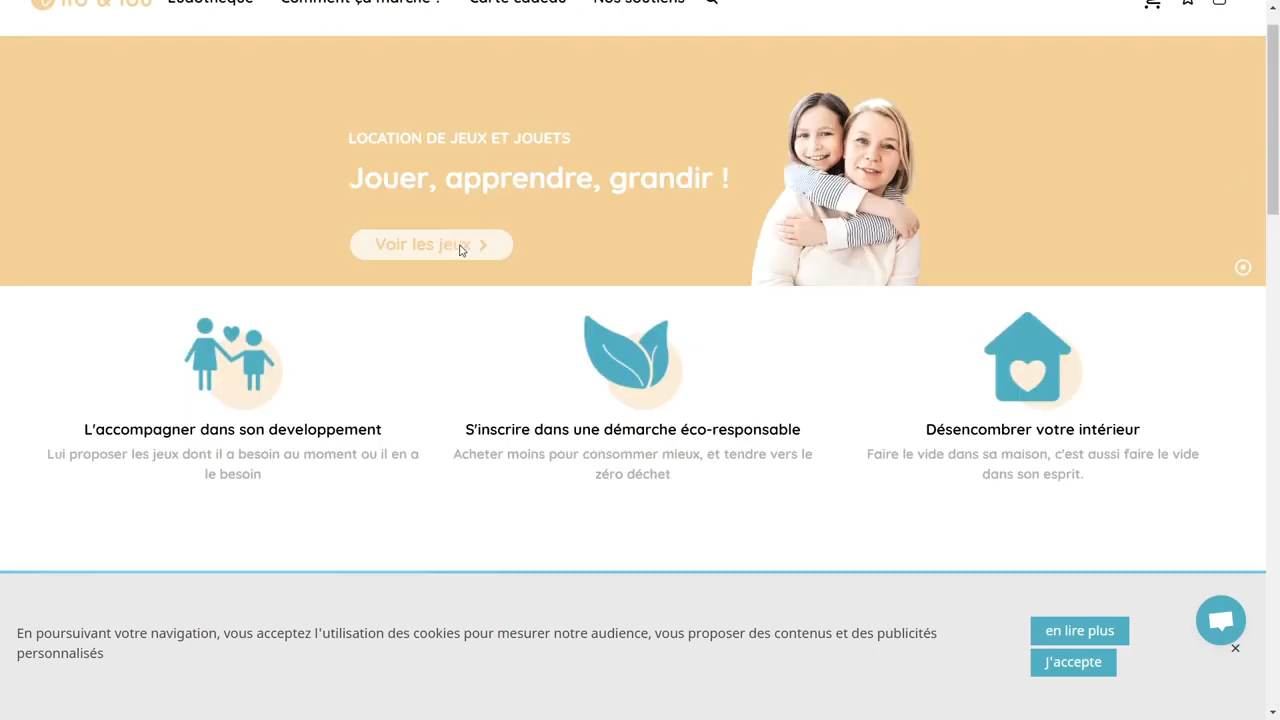 Ludothèque Comment ça marche ? Carte cadeau Nos soutiens
LOCATION DE JEUX ET JOUETS
Jouer, apprendre, grandir !
Voir les jeux
L'accompagner dans son developpement
Lui proposer les jeux dont il a besoin au moment ou il en a
le besoin
S'inscrire dans une démarche éco-responsable
Acheter moins pour consommer mieux, et tendre vers le
zéro déchet
Désencombrer votre intérieur
Faire le vide dans sa maison, c'est aussi faire le vide
dans son esprit.
En poursuivant votre navigation, vous acceptez l'utilisation des cookies pour mesurer notre audience, vous proposer des contenus et des publicités
personnalisés
en lire plus
J'accepte